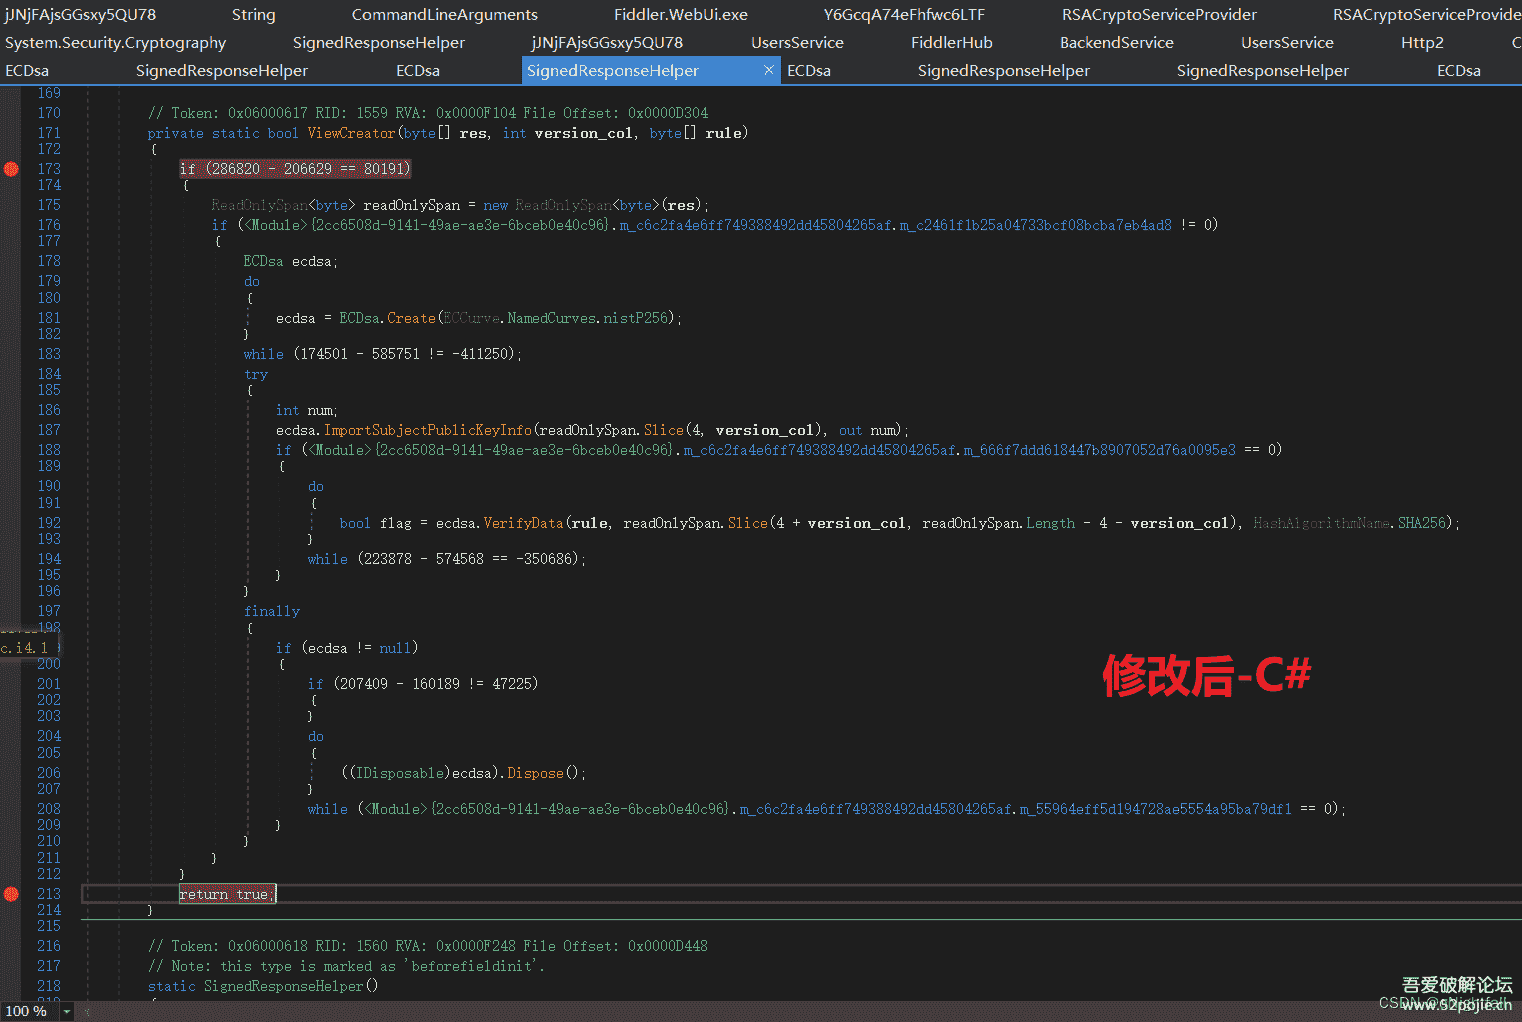 jJNjFAjsGGsxy5QU78 String CommandLineArguments Fiddler.WebUi.exe Y6GcqA74eFhfwc6LTF RSACryptoServiceProvider RSACryptoServiceProvide
System.Security.Cryptography SignedResponseHelper jJNjFAjsGGsxy5QU78 UsersService FiddlerHub BackendService UsersService Http2 C
ECDsa SignedResponseHelper ECDsa SignedResponseHelper × ECDsa SignedResponseHelper SignedResponseHelper ECDsa
169
170 // Token: 0x06000617 RID: 1559 RVA: 0x0000F104 File Offset: 0x0000D304
171 private static bool ViewCreator(byte[] res, int version_col, byte[] rule)
172 {
173 if (286820 - 206629 == 80191)
174 {
175 ReadOnlySpan<byte> readOnlySpan = new ReadOnlySpan<byte>(res);
176 if (<Module>{2cc6508d-9141-49ae-ae3e-6bceb0e40c96}.m_c6c2fa4e6ff749388492dd45804265af.m_c2461f1b25a04733bcf08bcba7eb4ad8 != 0)
177 {
178 ECDsa ecdsa;
179 do
180 {
181 ecdsa = ECDsa.Create(ECCurve.NamedCurves.nistP256);
182 }
183 while (174501 - 585751 != -411250);
184 try
185 {
186 int num;
187 ecdsa.ImportSubjectPublicKeyInfo(readOnlySpan.Slice(4, version_col), out num);
188 if (<Module>{2cc6508d-9141-49ae-ae3e-6bceb0e40c96}.m_c6c2fa4e6ff749388492dd45804265af.m_666f7ddd618447b8907052d76a0095e3 == 0)
189 {
190 do
191 {
192 bool flag = ecdsa.VerifyData(rule, readOnlySpan.Slice(4 + version_col, readOnlySpan.Length - 4 - version_col), HashAlgorithmName.SHA256);
193 }
194 while (223878 - 574568 == -350686);
195 }
196 }
197 finally
198 {
c.i4.1
if (ecdsa != null)
200 {
201 if (207409 - 160189 != 47225)
202 {
203 }
204 do
205 {
206 ((IDisposable)ecdsa).Dispose();
207 }
208 while (<Module>{2cc6508d-9141-49ae-ae3e-6bceb0e40c96}.m_c6c2fa4e6ff749388492dd45804265af.m_55964eff5d194728ae5554a95ba79df1 == 0);
209 }
210 }
211 }
212 }
213 return true;
214 }
215
216 // Token: 0x06000618 RID: 1560 RVA: 0x0000F248 File Offset: 0x0000D448
217 // Note: this type is marked as 'beforefieldinit'.
218 static SignedResponseHelper()
219 {
修改后-C#
100 %
吾爱破解论坛
www.52pojie.cn
CSDN